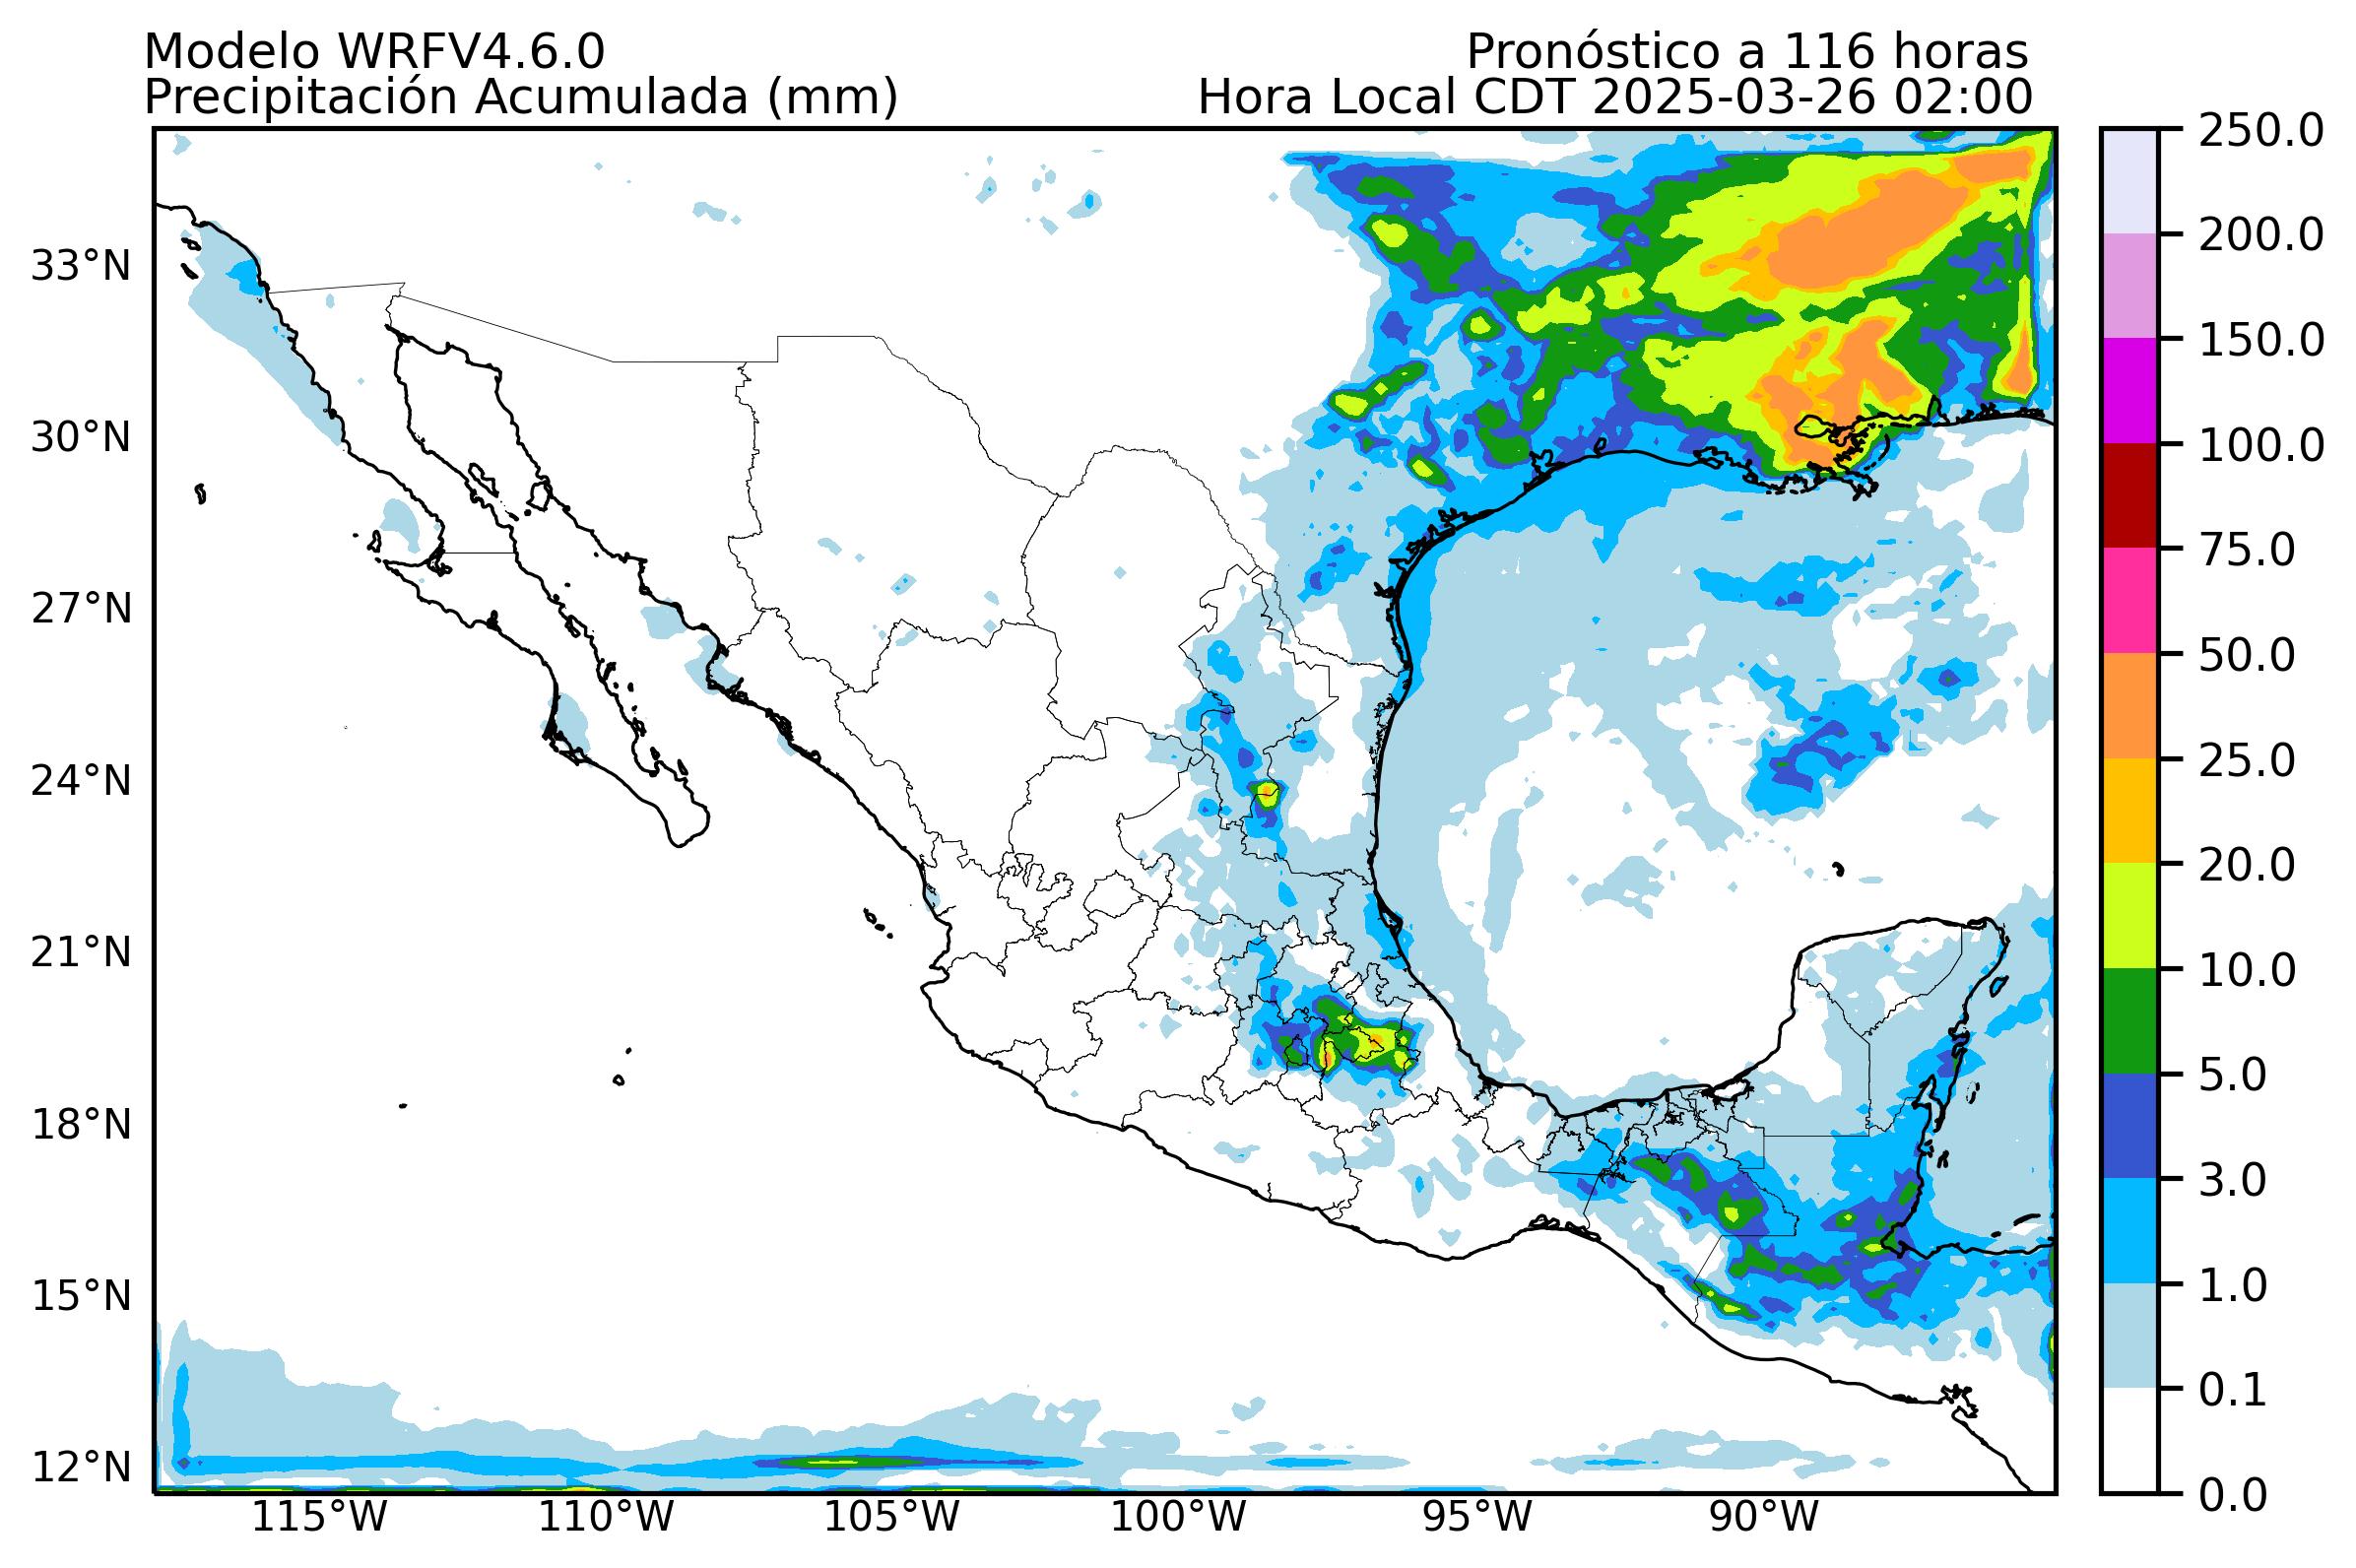 Modelo WRFV4.6.0
Pronóstico a 116 horas
Precipitación Acumulada (mm)
Hora Local CDT 2025-03-26 02:00
33°N
30°N
27°N
24°N
21°N
18°N
15°N
12°N
115°W
110°W
105°W
100°W
95°W
90°W
250.0
200.0
150.0
100.0
75.0
50.0
25.0
20.0
10.0
5.0
3.0
1.0
0.1
0.0